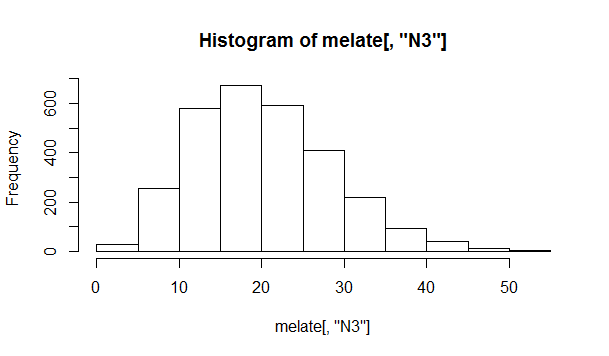 Histogram of melate[, "N3"]
Frequency
600
400
200
0
0 10 20 30 40 50
melate[, "N3"]